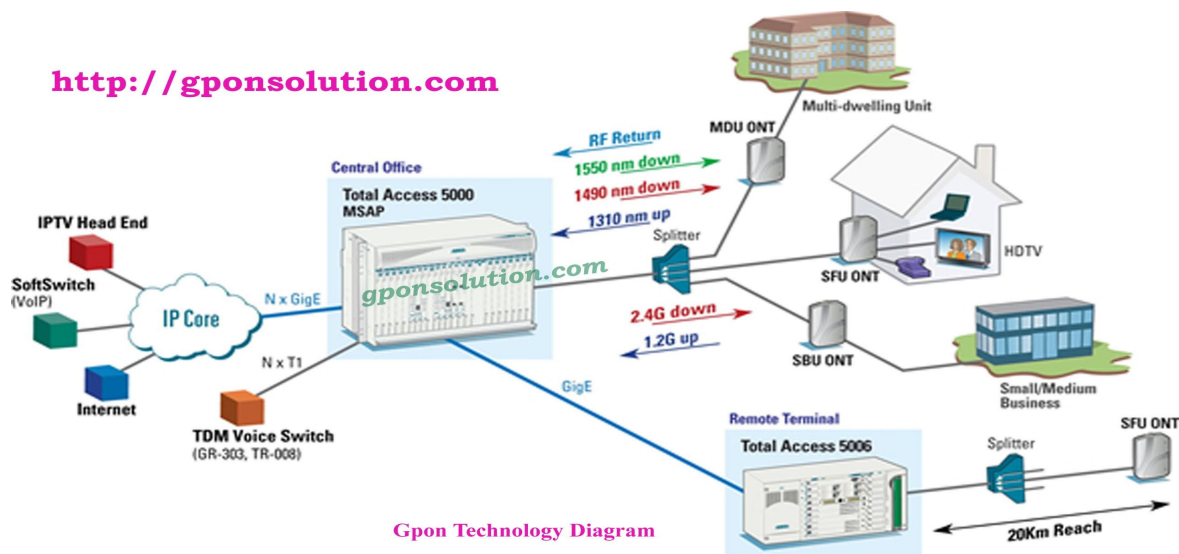 http://gponsolution.com
Multi-dwelling Unit
MDU ONT
RF Return
1550 nm down
1490 nm down
1310 nm up
Central Office
Total Access 5000
MSAP
IPTV Head End
SoftSwitch
(VoIP)
IP Core
N x GigE
gponsolution.com
Splitter
SFU ONT
HDTV
2.4G down
1.2G up
SBU ONT
Small/Medium
Business
Internet
N x T1
TDM Voice Switch
(GR-303, TR-008)
GigE
Remote Terminal
Total Access 5006
Splitter
SFU ONT
20Km Reach
Gpon Technology Diagram